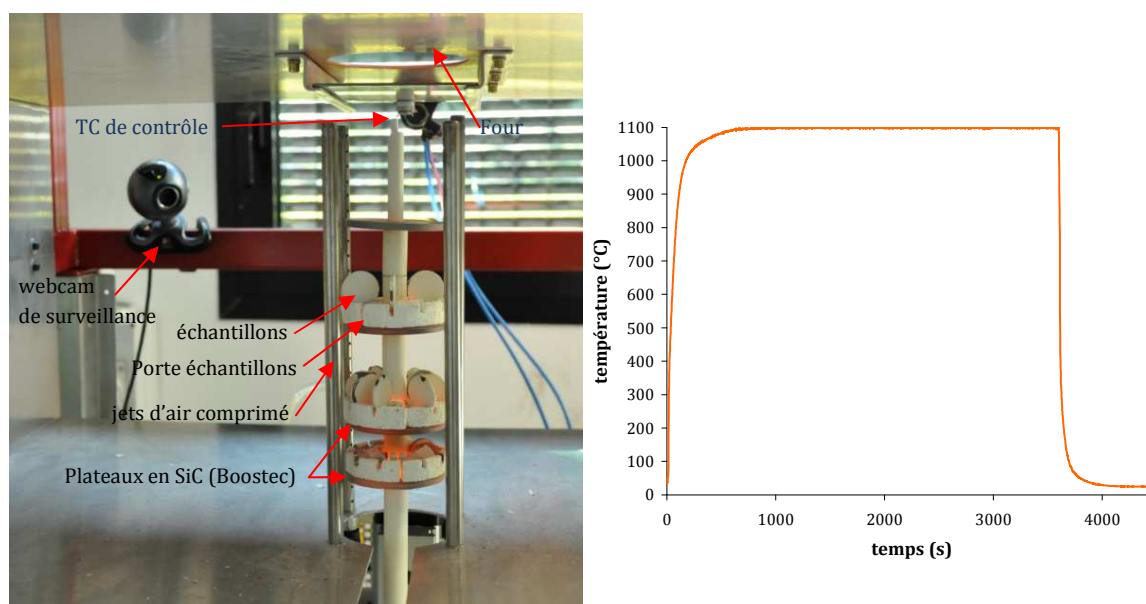 TC de contrôle
Four
webcam
de surveillance
échantillons
Porte échantillons
jets d'air comprimé
Plateaux en SiC (Boostec)
température (°C)
1100
1000
900
800
700
600
500
400
300
200
100
0
0 1000 2000 3000 4000
temps (s)